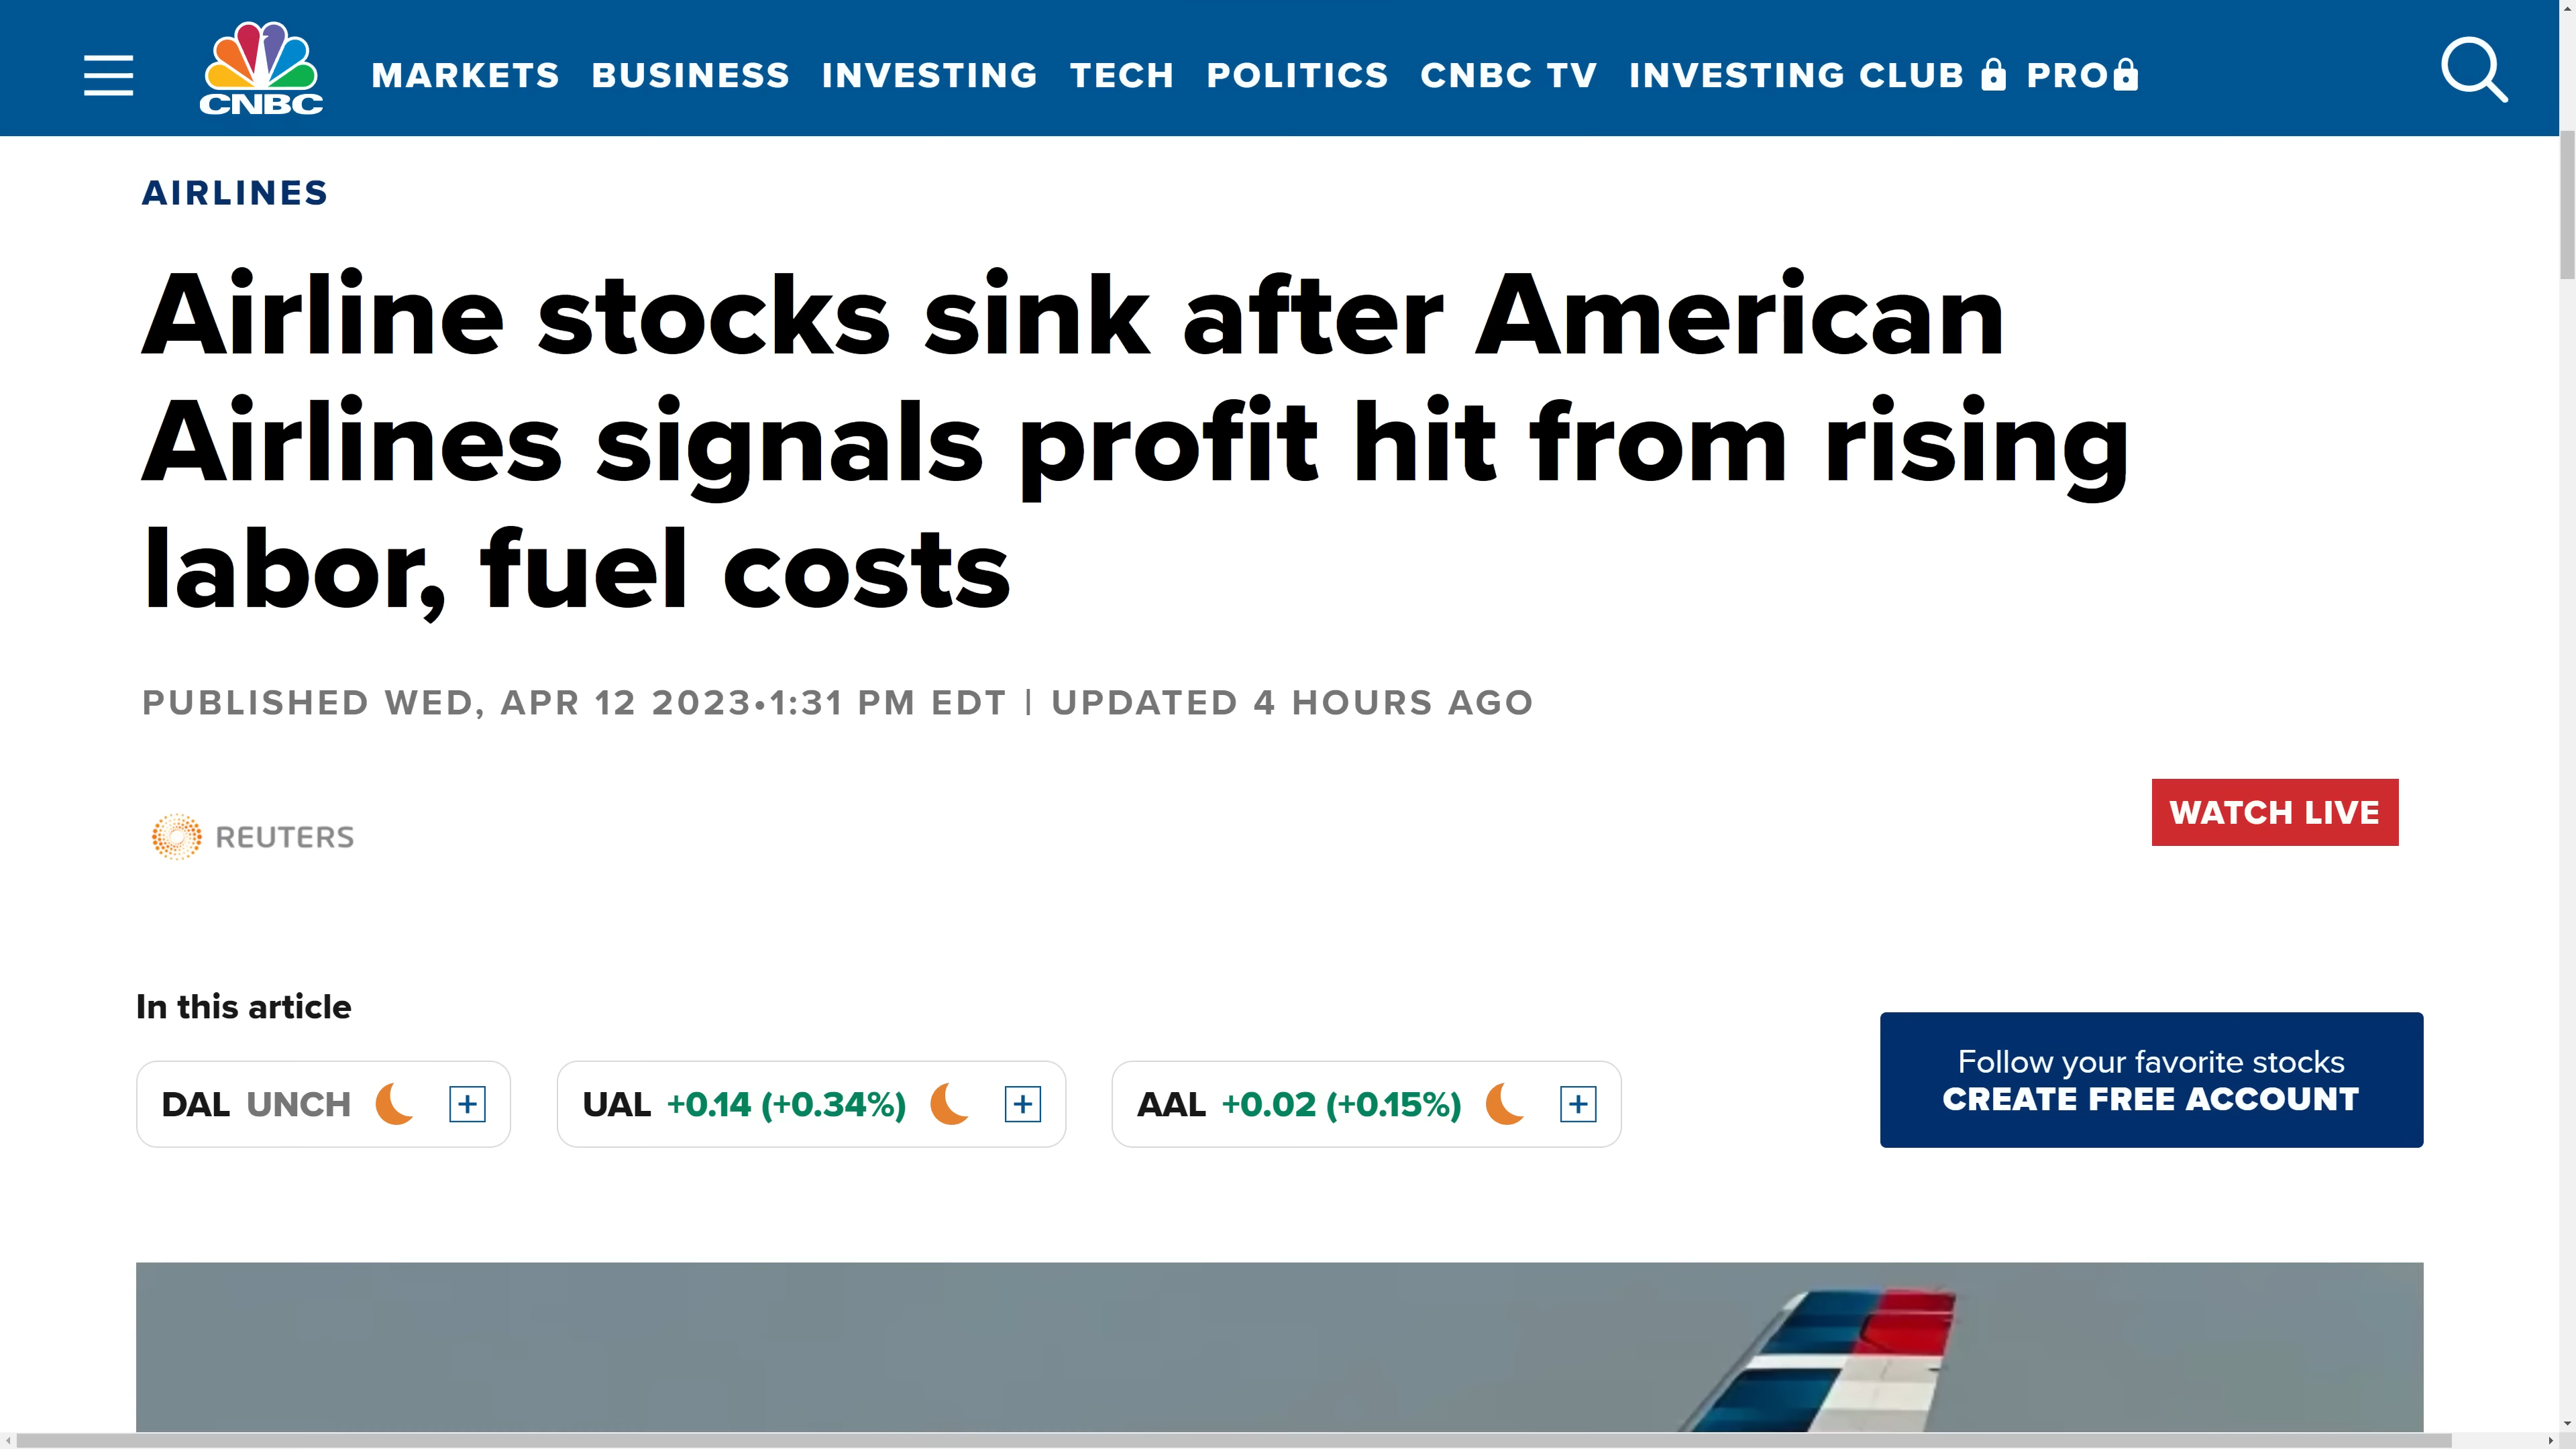 CNBC
MARKETS BUSINESS INVESTING TECH POLITICS CNBC TV INVESTING CLUB PRO
AIRLINES
Airline stocks sink after American
Airlines signals profit hit from rising
labor, fuel costs
PUBLISHED WED, APR 12 2023•1:31 PM EDT | UPDATED 4 HOURS AGO
REUTERS
WATCH LIVE
In this article
DAL UNCH
UAL +0.14 (+0.34%)
AAL +0.02 (+0.15%)
Follow your favorite stocks
CREATE FREE ACCOUNT